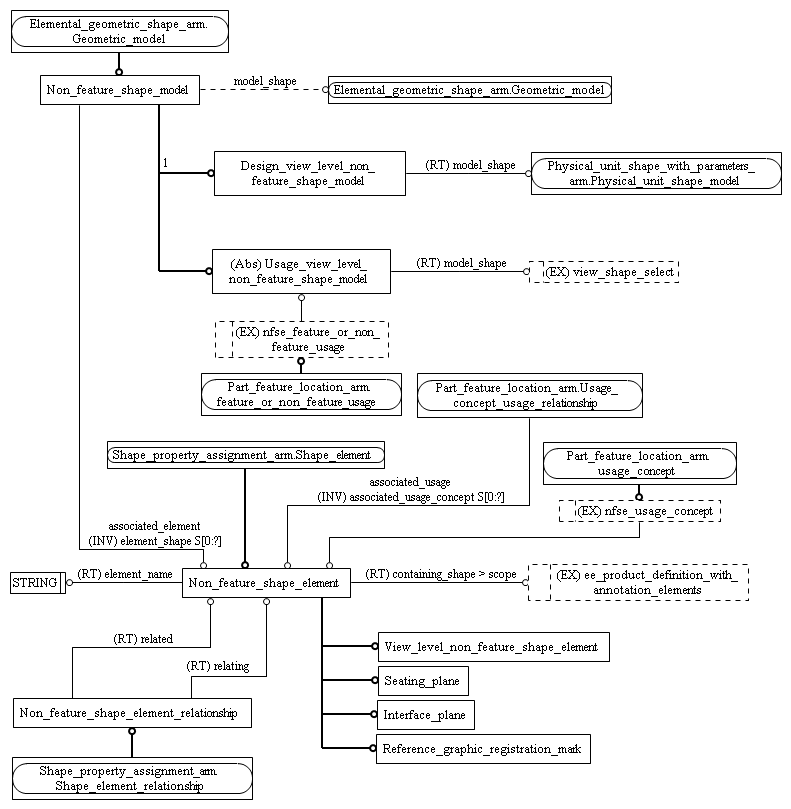 Elemental_geometric_shape_arm.
Geometric_model
Non_feature_shape_model
model_shape
Elemental_geometric_shape_arm.Geometric_model
1
Design_view_level_non_
feature_shape_model
(RT) model_shape
Physical_unit_shape_with_parameters_
arm.Physical_unit_shape_model
(Abs) Usage_view_level_
non_feature_shape_model
(RT) model_shape
(EX) view_shape_select
(EX) nfse_feature_or_non_
feature_usage
Part_feature_location_arm.
feature_or_non_feature_usage
Part_feature_location_arm.Usage_
concept_usage_relationship
Shape_property_assignment_arm.Shape_element
Part_feature_location_arm.
usage_concept
associated_usage
(INV) associated_usage_concept S[0:?]
(EX) nfse_usage_concept
associated_element
(INV) element_shape S[0:?]
STRING
(RT) element_name
Non_feature_shape_element
(RT) containing_shape > scope
(EX) ee_product_definition_with_
annotation_elements
(RT) related
(RT) relating
View_level_non_feature_shape_element
Seating_plane
Interface_plane
Reference_graphic_registration_mark
Non_feature_shape_element_relationship
Shape_property_assignment_arm.
Shape_element_relationship